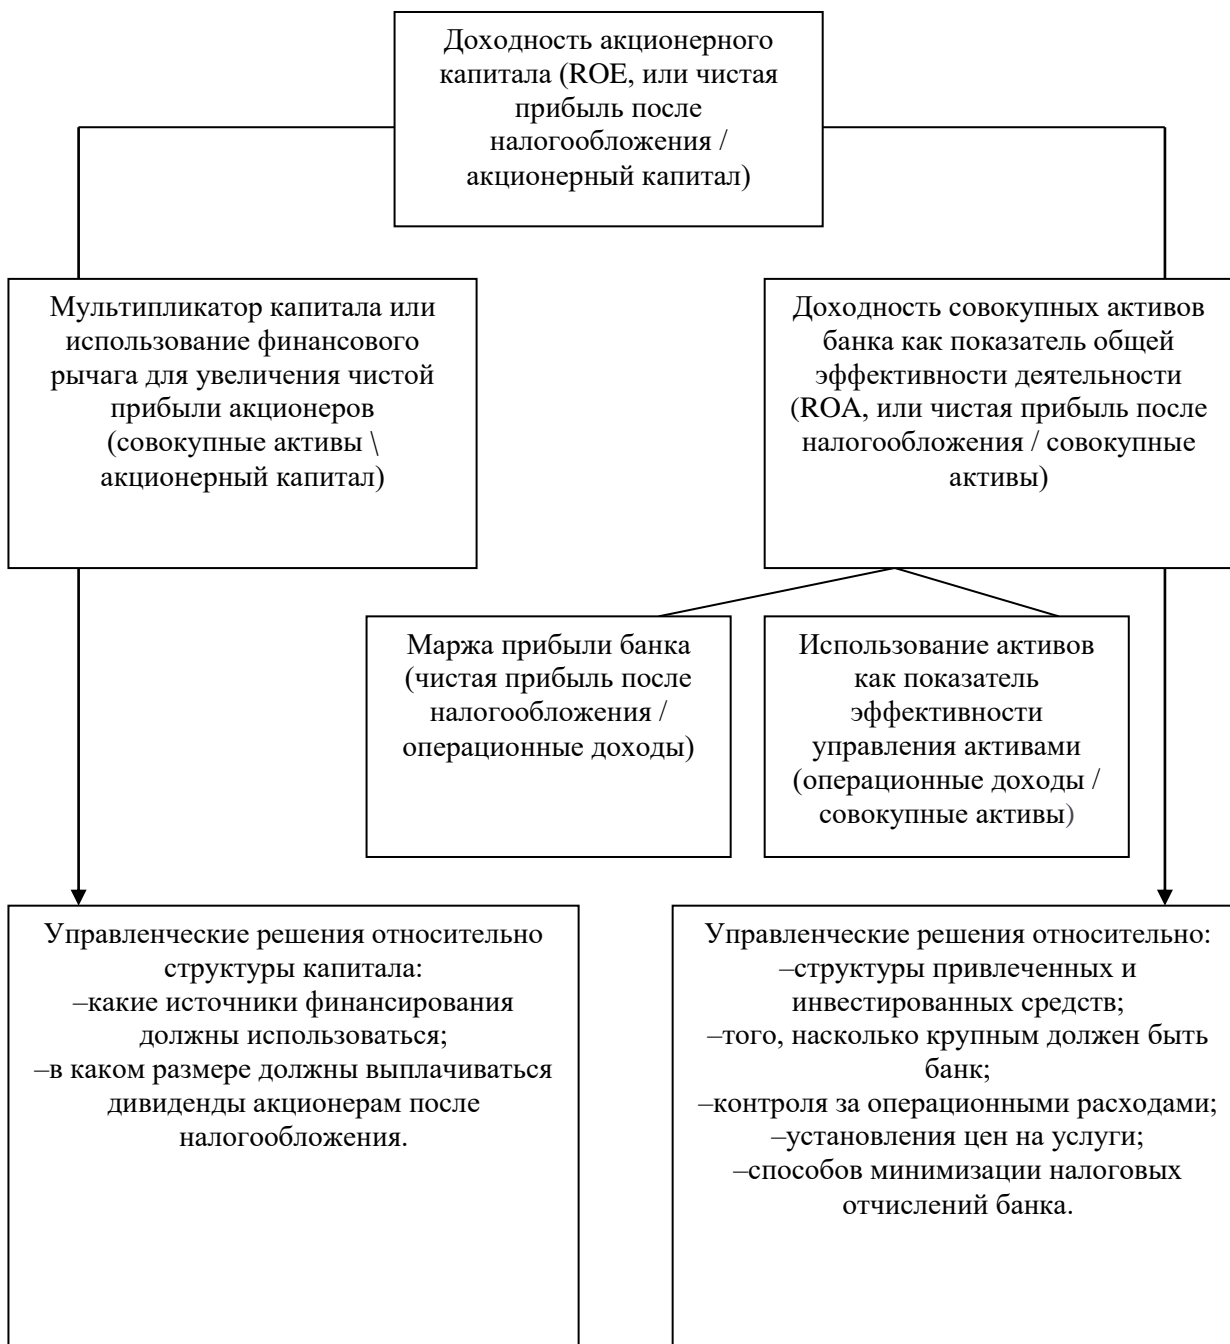 Доходность акционерного
капитала (ROE, или чистая
прибыль после
налогообложения /
акционерный капитал)
Мультипликатор капитала или
использование финансового
рычага для увеличения чистой
прибыли акционеров
(совокупные активы \
акционерный капитал)
Доходность совокупных активов
банка как показатель общей
эффективности деятельности
(ROA, или чистая прибыль после
налогообложения / совокупные
активы)
Маржа прибыли банка
(чистая прибыль после
налогообложения /
операционные доходы)
Использование активов
как показатель
эффективности
управления активами
(операционные доходы /
совокупные активы)
Управленческие решения относительно
структуры капитала:
–какие источники финансирования
должны использоваться;
–в каком размере должны выплачиваться
дивиденды акционерам после
налогообложения.
Управленческие решения относительно:
–структуры привлеченных и
инвестированных средств;
–того, насколько крупным должен быть
банк;
–контроля за операционными расходами;
–установления цен на услуги;
–способов минимизации налоговых
отчислений банка.